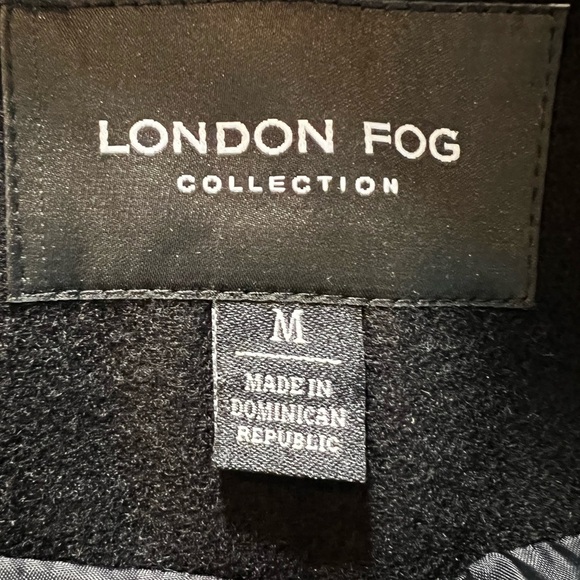 LONDON FOG
COLLECTION
M
MADE IN
DOMINICAN
REPUBLIC